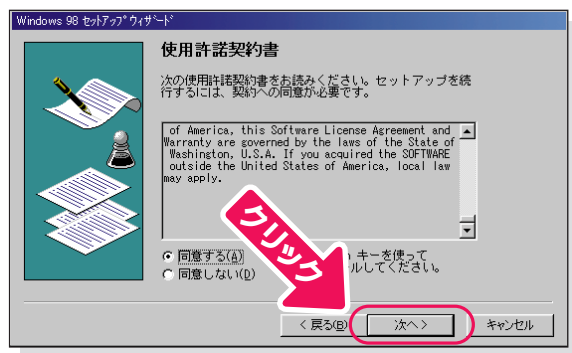 Windows 98 ｾｯﾄｱｯﾌﾟ ｳｨｻﾞｰﾄﾞ
使用許諾契約書
次の使用許諾契約書をお読みください。セットアップを続
行するには、契約への同意が必要です。
of America, this Software License Agreement and
Warranty are governed by the laws of the State of
Washington, U.S.A. If you acquired the SOFTWARE
outside the United States of America, local law
may apply.
クリック
同意する(A)
キーを使って
同意しない(D)
ルしてください。
< 戻る(B)
次へ >
キャンセル